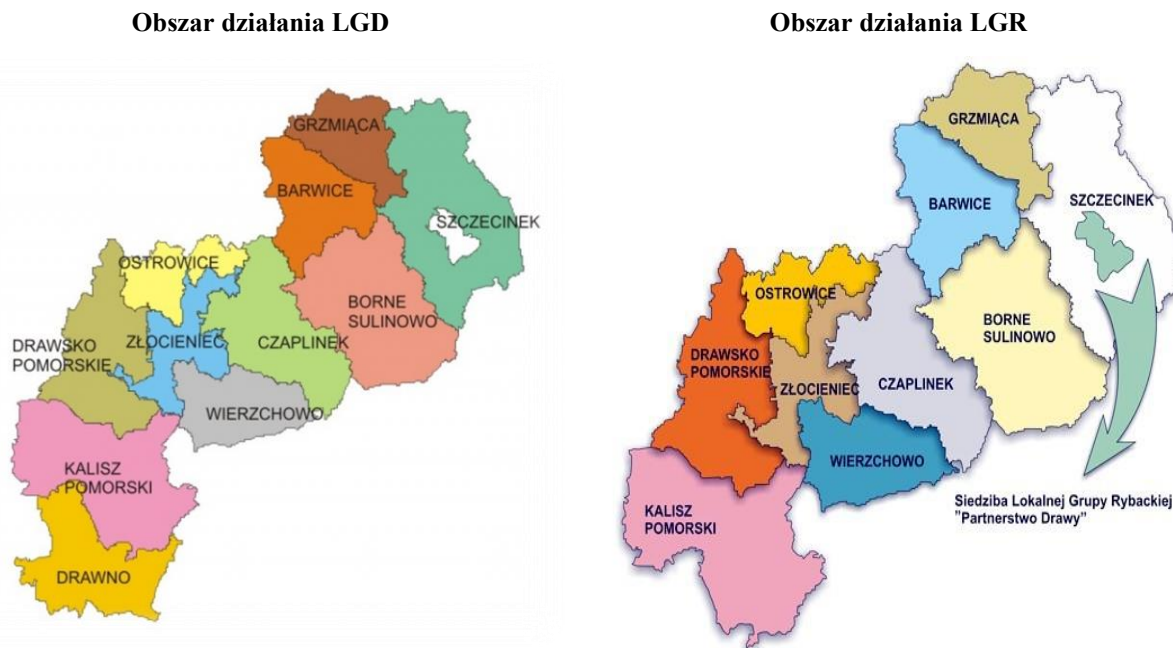 Obszar działania LGD
GRZMIĄCA
BARWICE
SZCZECINEK
OSTROWICE
BORNE
SULINOWO
DRAWSKO
POMORSKIE
ZŁOCIENIEC
CZAPLINEK
WIERZCHOWO
KALISZ
POMORSKI
DRAWNO
Obszar działania LGR
GRZMIĄCA
BARWICE
SZCZECINEK
OSTROWICE
BORNE
SULINOWO
DRAWSKO
POMORSKIE
ZŁOCIENIEC
CZAPLINEK
WIERZCHOWO
KALISZ
POMORSKI
Siedziba Lokalnej Grupy Rybackiej
"Partnerstwo Drawy"